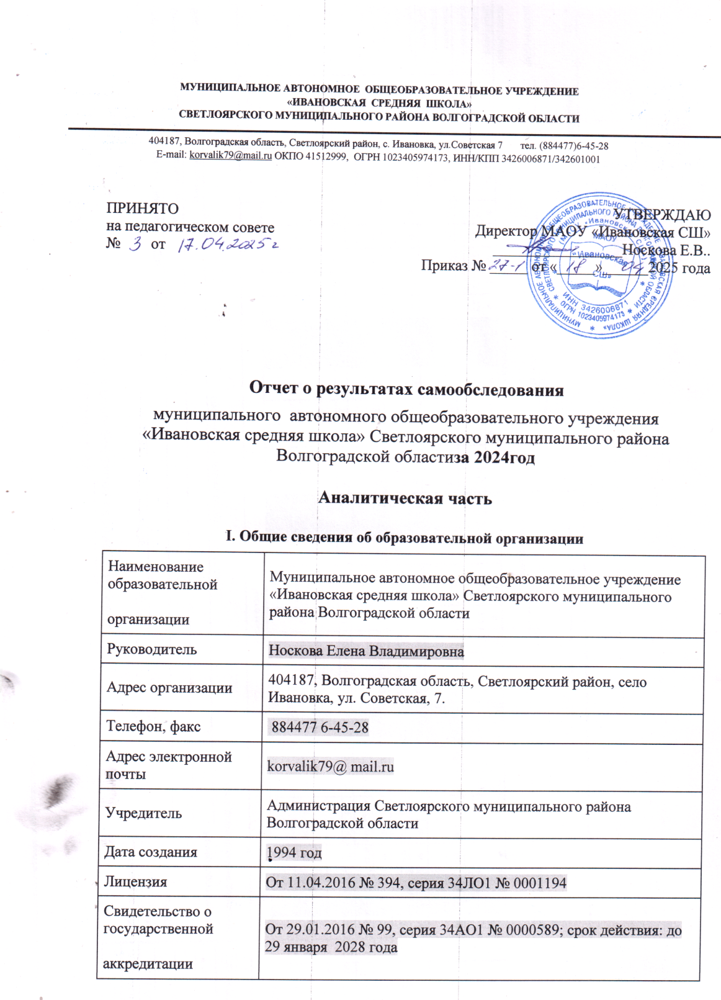 МУНИЦИПАЛЬНОЕ АВТОНОМНОЕ ОБЩЕОБРАЗОВАТЕЛЬНОЕ УЧРЕЖДЕНИЕ
«ИВАНОВСКАЯ СРЕДНЯЯ ШКОЛА»
СВЕТЛОЯРСКОГО МУНИЦИПАЛЬНОГО РАЙОНА ВОЛГОГРАДСКОЙ ОБЛАСТИ
404187, Волгоградская область, Светлоярский район, с. Ивановка, ул.Советская 7 тел. (884477)6-45-28
E-mail: korvalik79@mail.ru ОКПО 41512999, ОГРН 1023405974173, ИНН/КПП 3426006871/342601001
ПРИНЯТО
на педагогическом совете
№ 3 от 17.04.2025 г
УТВЕРЖДАЮ
Директор МАОУ «Ивановская СШ»
Носкова Е.В..
Приказ № 27-1 от « 18 » 04 2025 года
МАОУ
«Ивановская
СШ»
ИНН 3426006871
ОГРН 1023405974173
Отчет о результатах самообследования
муниципального автономного общеобразовательного учреждения
«Ивановская средняя школа» Светлоярского муниципального района
Волгоградской областиза 2024год
Аналитическая часть
I. Общие сведения об образовательной организации
Наименование
образовательной
организации
Муниципальное автономное общеобразовательное учреждение
«Ивановская средняя школа» Светлоярского муниципального
района Волгоградской области
Руководитель
Носкова Елена Владимировна
Адрес организации
404187, Волгоградская область, Светлоярский район, село
Ивановка, ул. Советская, 7.
Телефон, факс
884477 6-45-28
Адрес электронной
почты
korvalik79@ mail.ru
Учредитель
Администрация Светлоярского муниципального района
Волгоградской области
Дата создания
1994 год
Лицензия
От 11.04.2016 № 394, серия 34ЛО1 № 0001194
Свидетельство о
государственной
аккредитации
От 29.01.2016 № 99, серия 34АО1 № 0000589; срок действия: до
29 января 2028 года